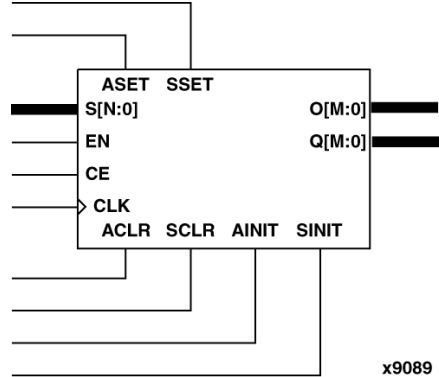 ASET SSET
S[N:0] O[M:0]
EN Q[M:0]
CE
CLK
ACLR SCLR AINIT SINIT
x9089